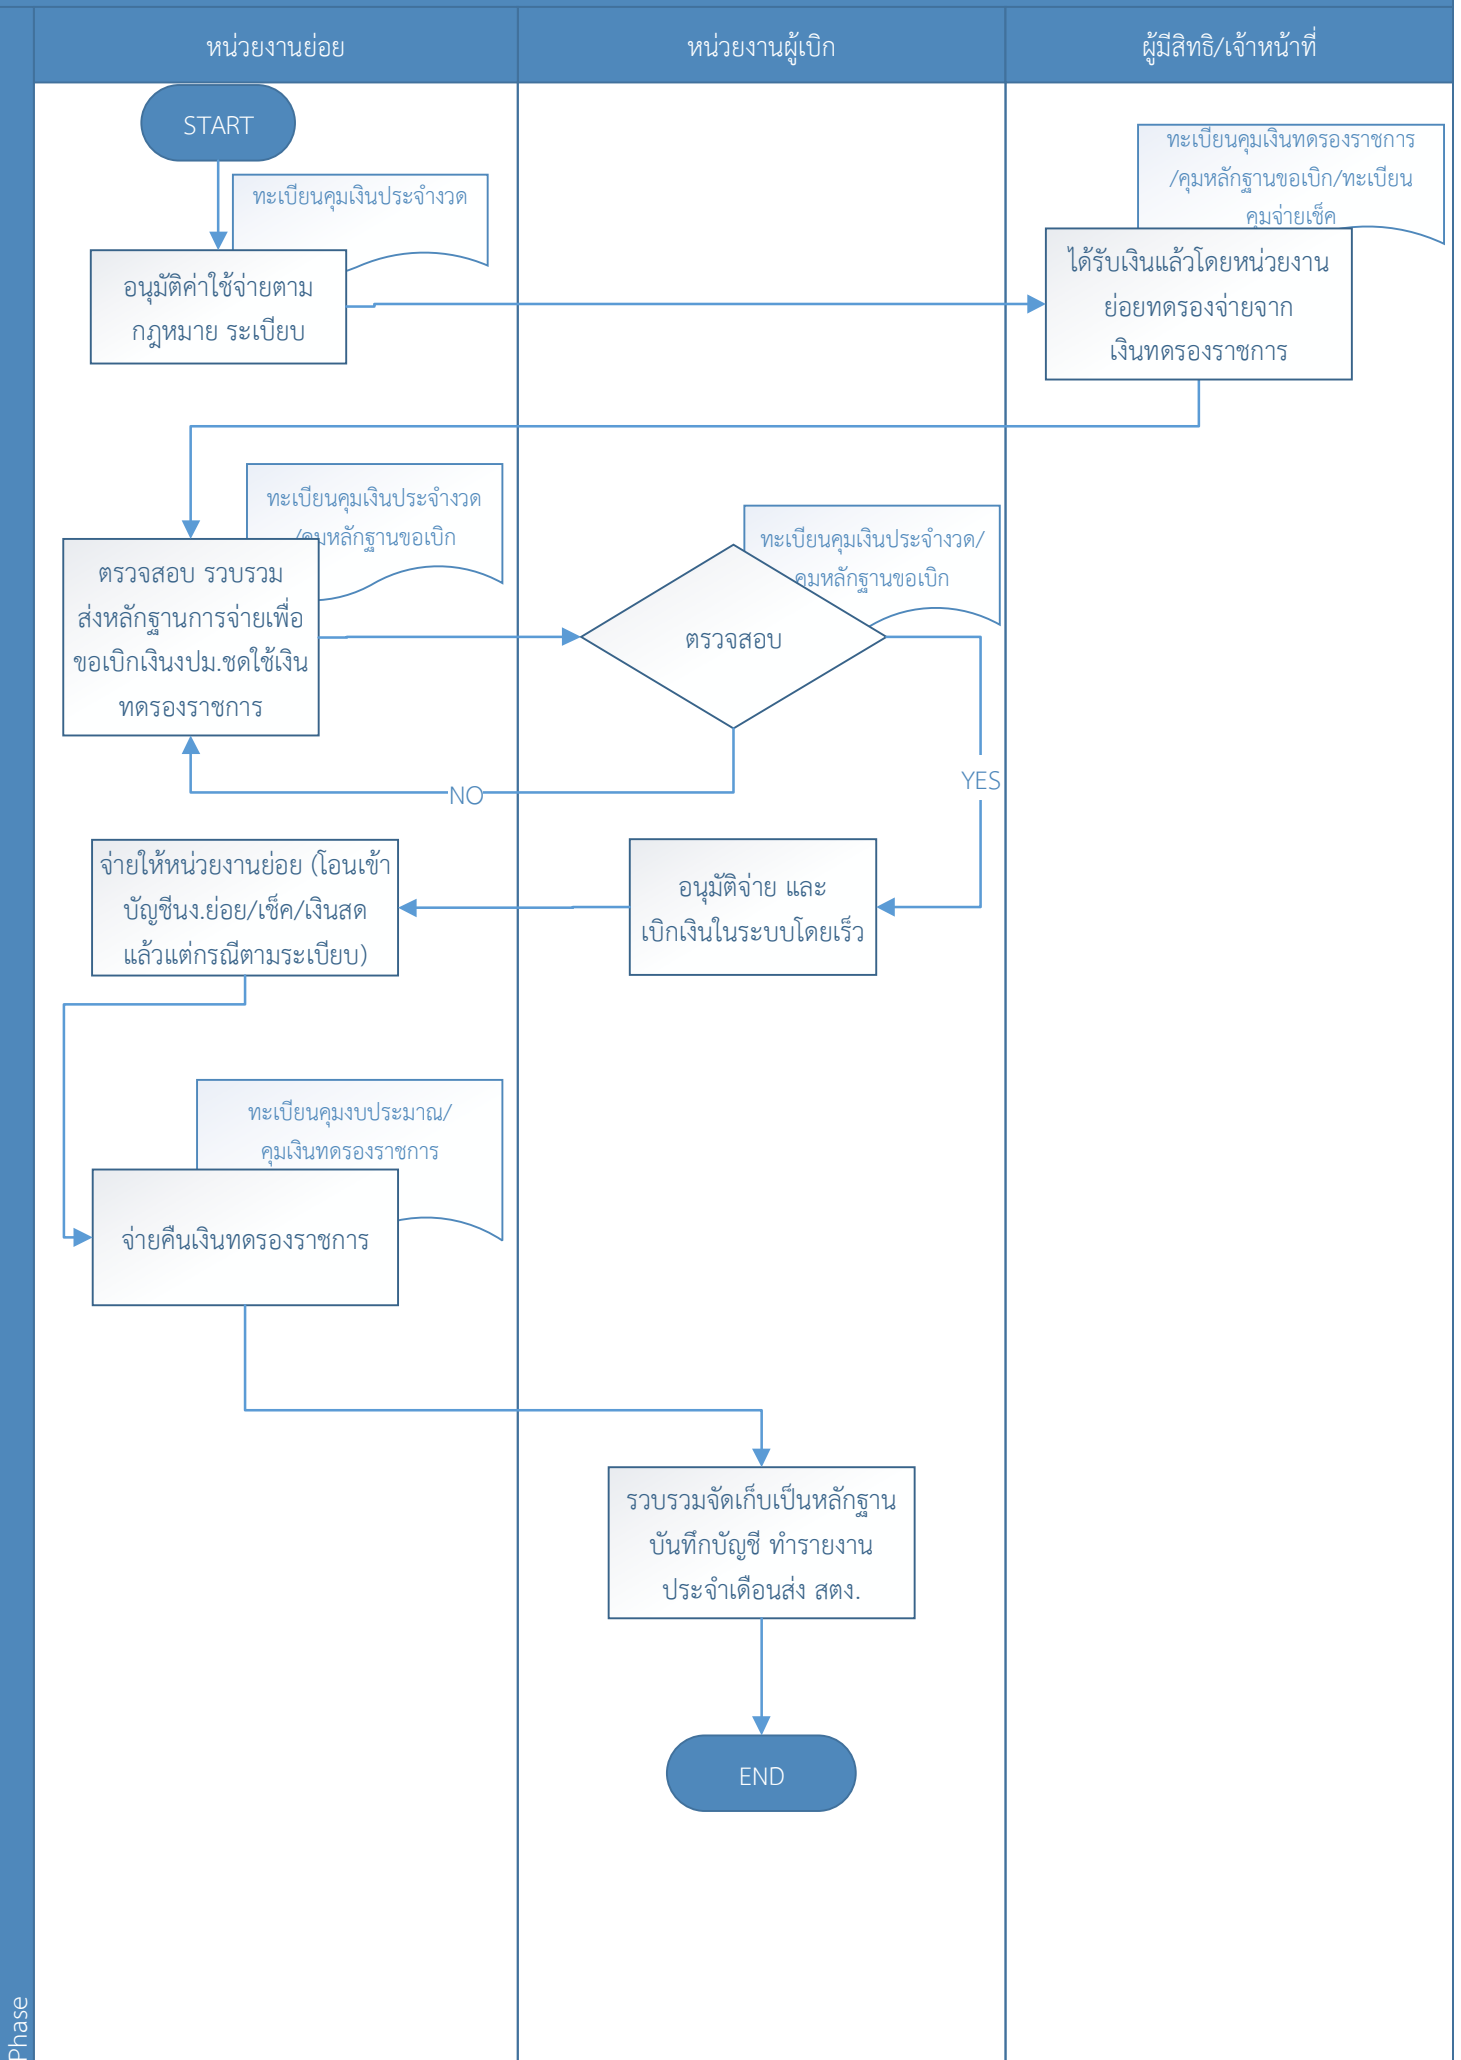 หน่วยงานย่อย
หน่วยงานผู้เบิก
ผู้มีสิทธิ/เจ้าหน้าที่
START
ทะเบียนคุมเงินประจำงวด
อนุมัติค่าใช้จ่ายตาม
กฎหมาย ระเบียบ
ทะเบียนคุมเงินทดรองราชการ
/คุมหลักฐานขอเบิก/ทะเบียน
คุมจ่ายเช็ค
ได้รับเงินแล้วโดยหน่วยงาน
ย่อยทดรองจ่ายจาก
เงินทดรองราชการ
ทะเบียนคุมเงินประจำงวด
/คุมหลักฐานขอเบิก
ตรวจสอบ รวบรวม
ส่งหลักฐานการจ่ายเพื่อ
ขอเบิกเงินงปม.ชดใช้เงิน
ทดรองราชการ
ทะเบียนคุมเงินประจำงวด/
คุมหลักฐานขอเบิก
ตรวจสอบ
YES
NO
จ่ายให้หน่วยงานย่อย (โอนเข้า
บัญชีนง.ย่อย/เช็ค/เงินสด
แล้วแต่กรณีตามระเบียบ)
อนุมัติจ่าย และ
เบิกเงินในระบบโดยเร็ว
ทะเบียนคุมงบประมาณ/
คุมเงินทดรองราชการ
จ่ายคืนเงินทดรองราชการ
รวบรวมจัดเก็บเป็นหลักฐาน
บันทึกบัญชี ทำรายงาน
ประจำเดือนส่ง สตง.
END
Phase